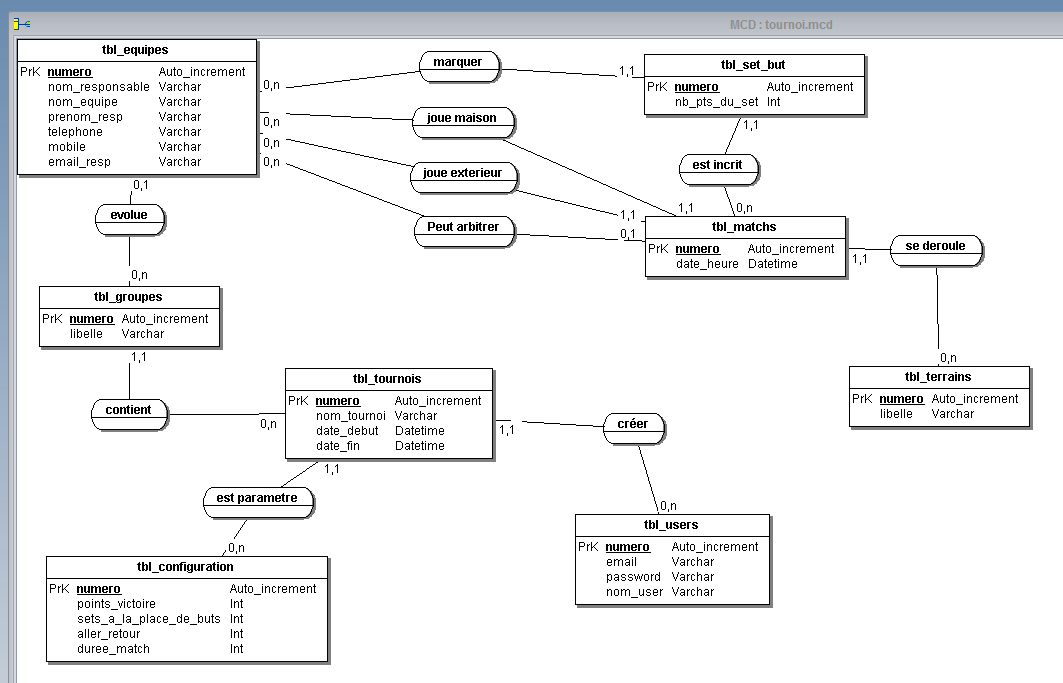 MCD : tournoi.mcd
tbl_equipes
PrK numero Auto_increment
nom_responsable Varchar
nom_equipe Varchar
prenom_resp Varchar
telephone Varchar
mobile Varchar
email_resp Varchar
0,n
0,n
0,n
0,n
0,1
marquer
joue maison
joue exterieur
Peut arbitrer
1,1
tbl_set_but
PrK numero Auto_increment
nb_pts_du_set Int
1,1
est incrit
0,n
1,1
1,1
0,1
tbl_matchs
PrK numero Auto_increment
date_heure Datetime
1,1
se deroule
0,n
tbl_terrains
PrK numero Auto_increment
libelle Varchar
evolue
0,n
tbl_groupes
PrK numero Auto_increment
libelle Varchar
1,1
contient
0,n
tbl_tournois
PrK numero Auto_increment
nom_tournoi Varchar
date_debut Datetime
date_fin Datetime
1,1
créer
0,n
tbl_users
PrK numero Auto_increment
email Varchar
password Varchar
nom_user Varchar
1,1
est parametre
0,n
tbl_configuration
PrK numero Auto_increment
points_victoire Int
sets_a_la_place_de_buts Int
aller_retour Int
duree_match Int